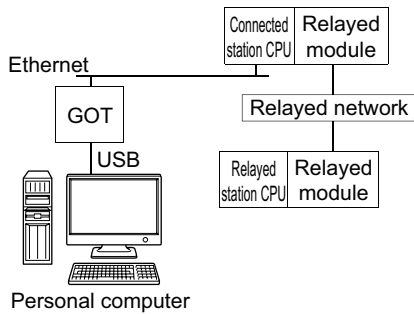 Connected
station CPU
Relayed
module
Ethernet
GOT
Relayed network
USB
Relayed
station CPU
Relayed
module
Personal computer